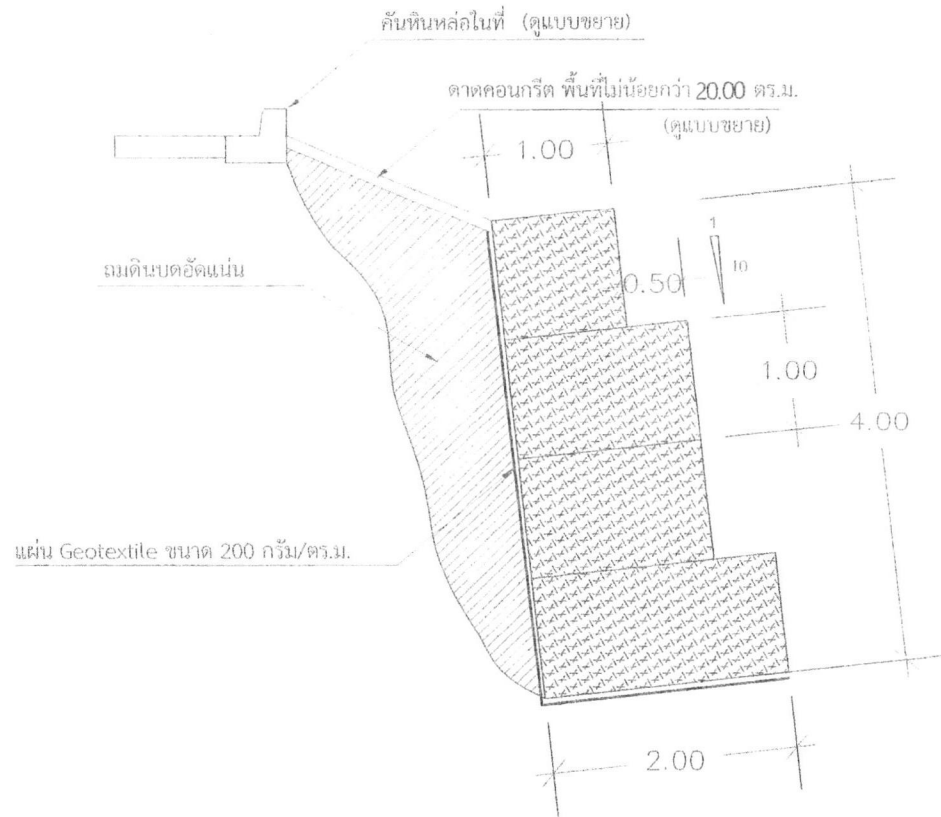 คันหินหล่อในที่ (ดูแบบขยาย)
ดาดคอนกรีต พื้นที่ไม่น้อยกว่า 20.00 ตร.ม.
(ดูแบบขยาย)
1.00
1
10
0.50
ถมดินบดอัดแน่น
1.00
4.00
แผ่น Geotextile ขนาด 200 กรัม/ตร.ม.
2.00